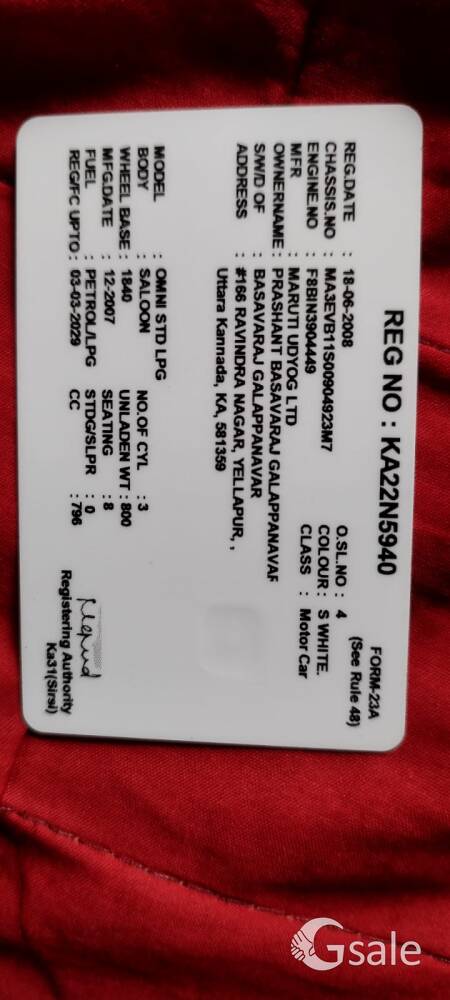 FORM-23A
(See Rule 48)
REG NO : KA22N5940
REG.DATE : 18-06-2008 O.SL.NO : 4
CHASSIS.NO : MA3EVB11S00904923M7 COLOUR : S WHITE.
ENGINE.NO : F8BIN3904449 CLASS : Motor Car
MFR : MARUTI UDYOG LTD
OWNERNAME : PRASHANT BASAVARAJ GALAPPANAVAR
S/W/D OF : BASAVARAJ GALAPPANAVAR
ADDRESS : #166 RAVINDRA NAGAR, YELLAPUR, ,
Uttara Kannada, KA, 581359
MODEL : OMNI STD LPG
BODY : SALOON NO.OF CYL : 3
WHEEL BASE : 1840 UNLADEN WT : 800
MFG.DATE : 12-2007 SEATING : 8
FUEL : PETROL/LPG STDG/SLPR : 0
REG/FC UPTO : 03-03-2029 CC : 796
Registering Authority
Ka31(Sirsi)
Gsale